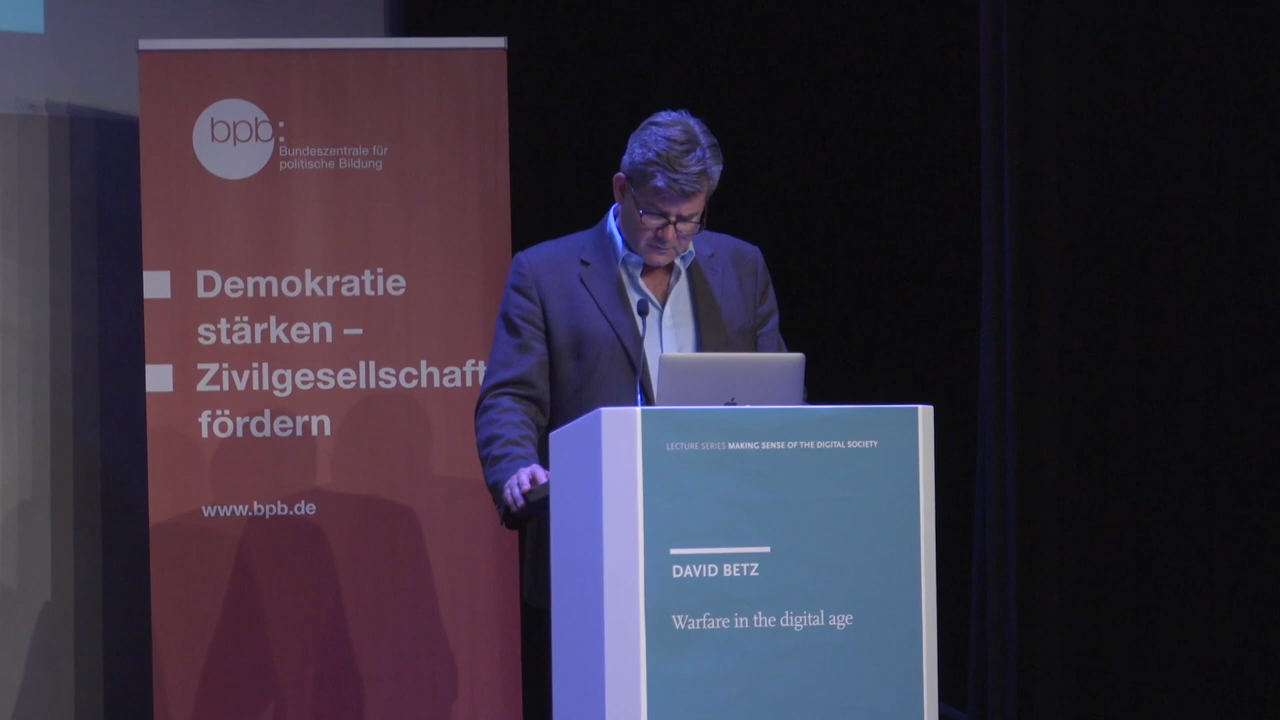 bpb:
Bundeszentrale für
politische Bildung
Demokratie
stärken –
Zivilgesellschaft
fördern
www.bpb.de
LECTURE SERIES MAKING SENSE OF THE DIGITAL SOCIETY
DAVID BETZ
Warfare in the digital age